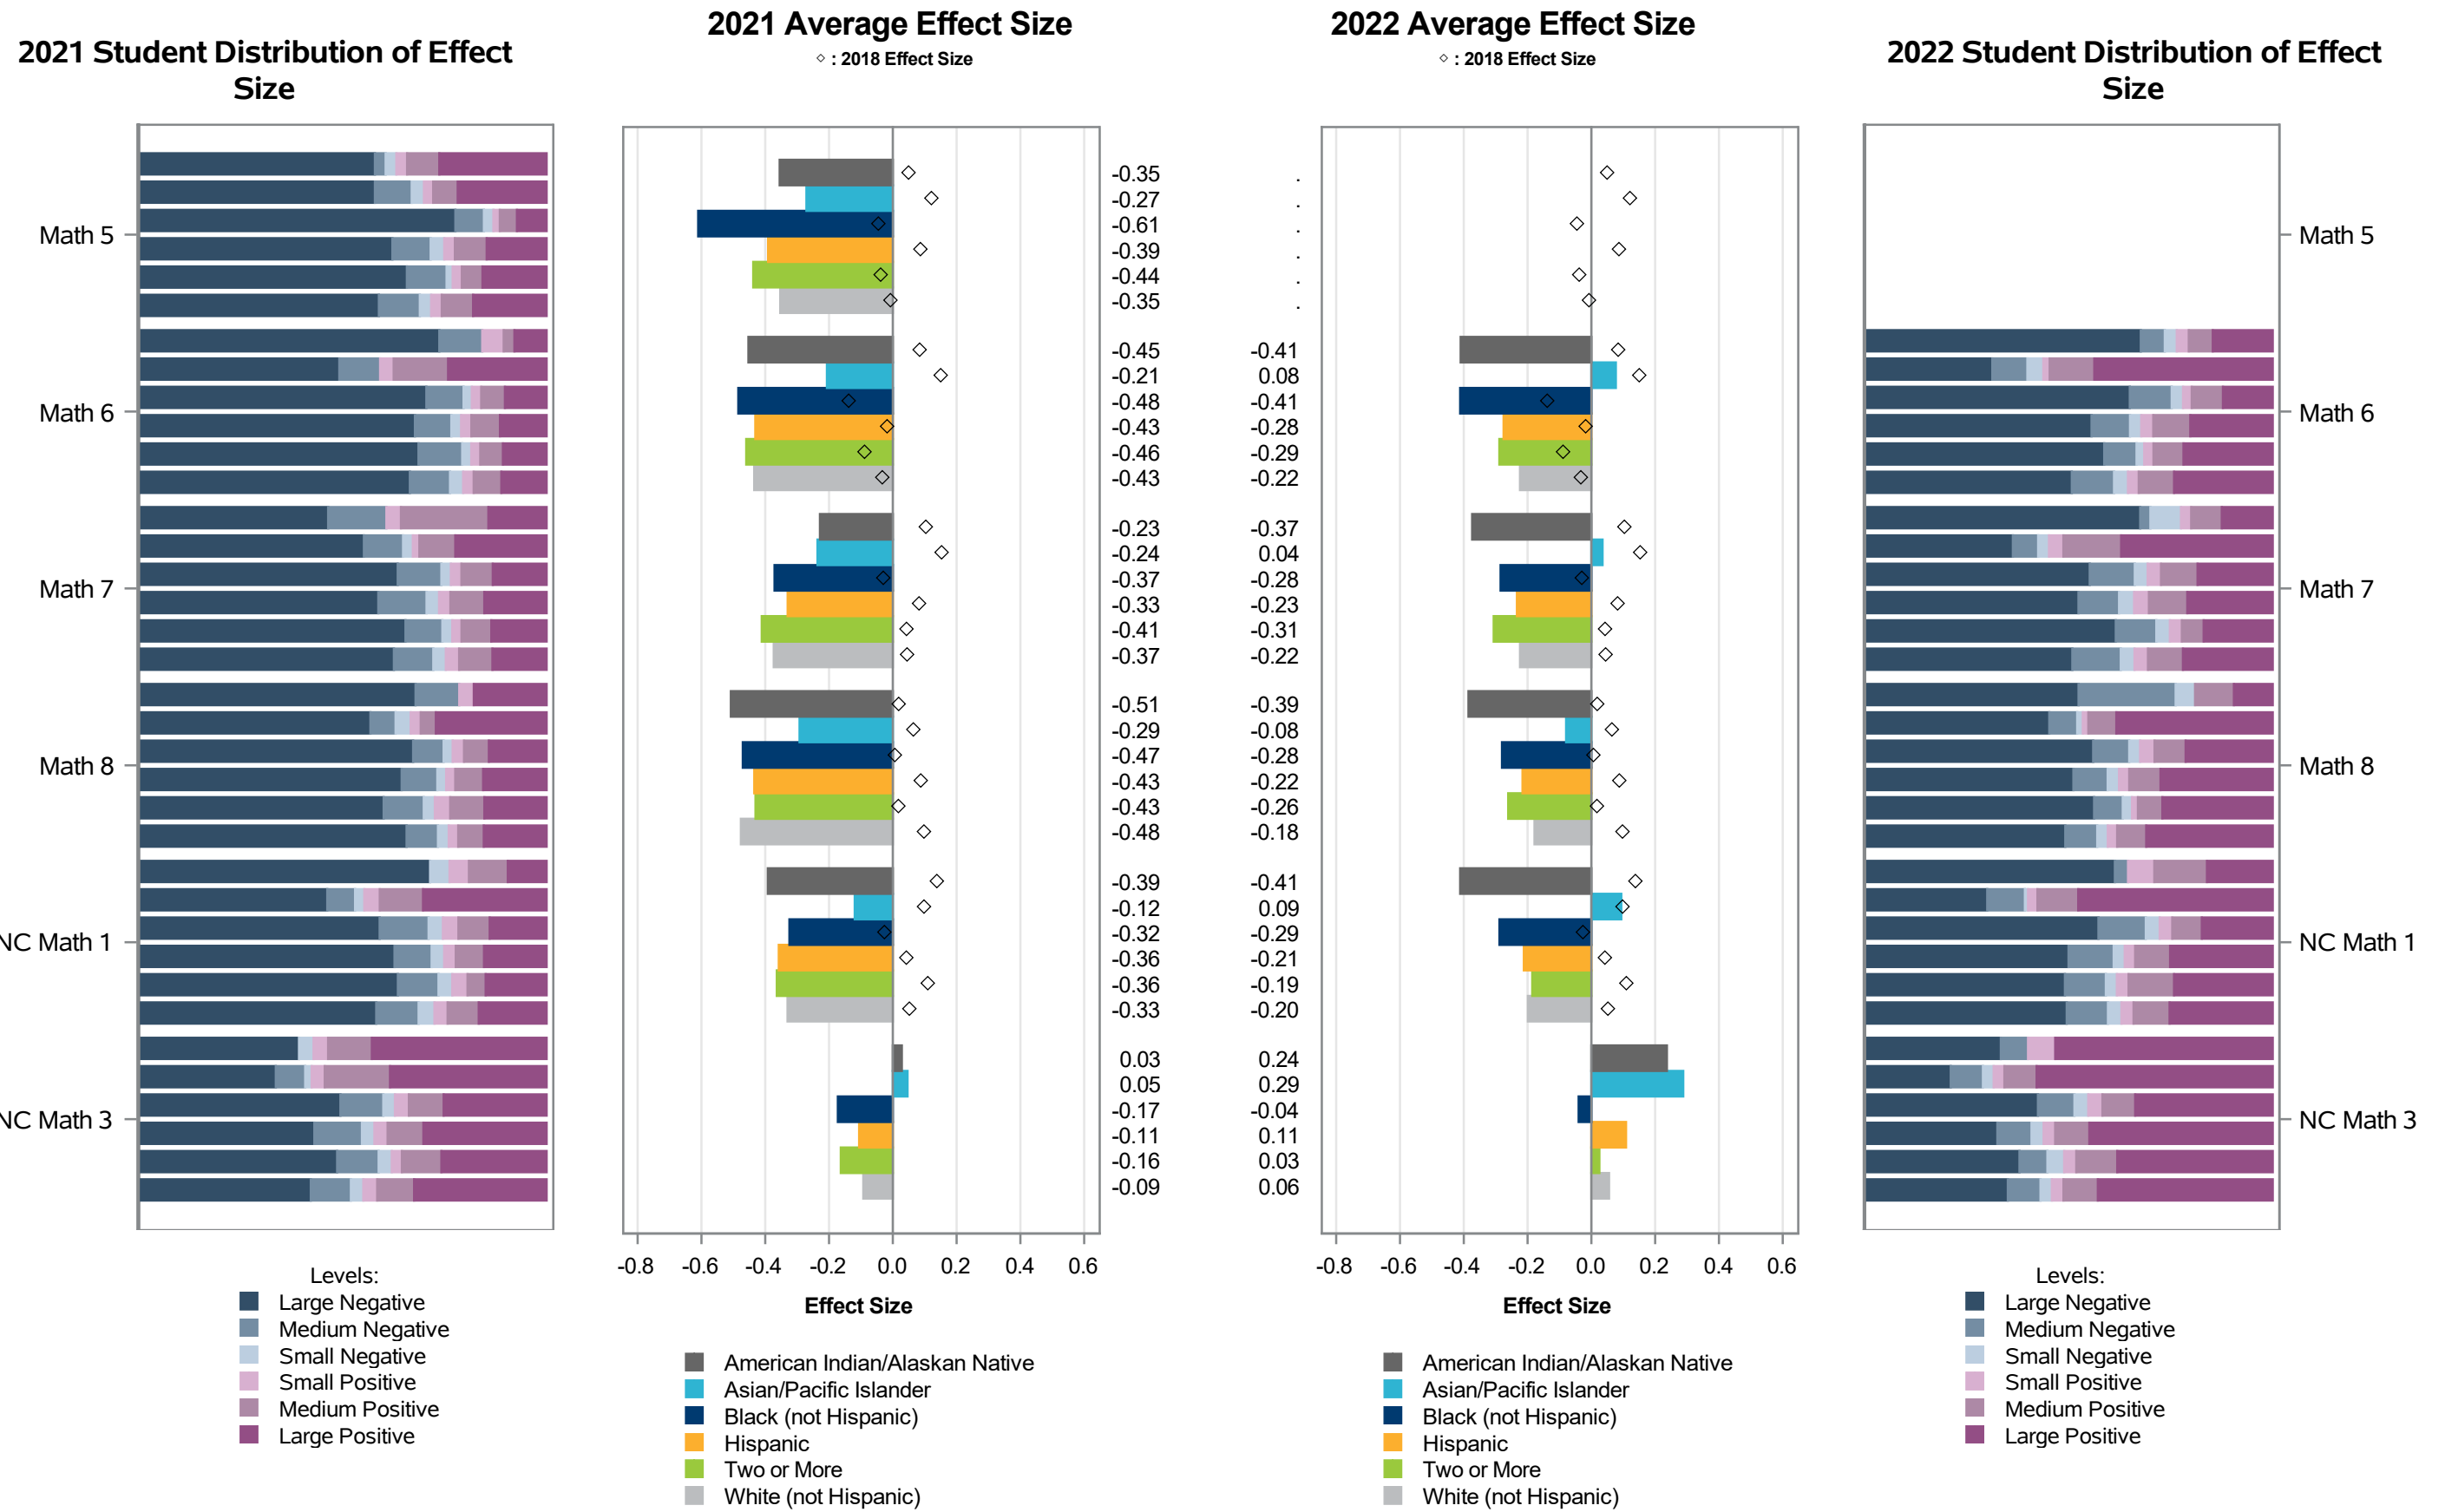 2021 Student Distribution of Effect
Size
Math 5
Math 6
Math 7
Math 8
NC Math 1
NC Math 3
Levels:
Large Negative
Medium Negative
Small Negative
Small Positive
Medium Positive
Large Positive
2021 Average Effect Size
◇ : 2018 Effect Size
-0.35
-0.27
-0.61
-0.39
-0.44
-0.35
-0.45
-0.21
-0.48
-0.43
-0.46
-0.43
-0.23
-0.24
-0.37
-0.33
-0.41
-0.37
-0.51
-0.29
-0.47
-0.43
-0.43
-0.48
-0.39
-0.12
-0.32
-0.36
-0.36
-0.33
0.03
0.05
-0.17
-0.11
-0.16
-0.09
-0.8 -0.6 -0.4 -0.2 0.0 0.2 0.4 0.6
Effect Size
American Indian/Alaskan Native
Asian/Pacific Islander
Black (not Hispanic)
Hispanic
Two or More
White (not Hispanic)
2022 Average Effect Size
◇ : 2018 Effect Size
.
.
.
.
.
.
-0.41
0.08
-0.41
-0.28
-0.29
-0.22
-0.37
0.04
-0.28
-0.23
-0.31
-0.22
-0.39
-0.08
-0.28
-0.22
-0.26
-0.18
-0.41
0.09
-0.29
-0.21
-0.19
-0.20
0.24
0.29
-0.04
0.11
0.03
0.06
-0.8 -0.6 -0.4 -0.2 0.0 0.2 0.4 0.6
Effect Size
American Indian/Alaskan Native
Asian/Pacific Islander
Black (not Hispanic)
Hispanic
Two or More
White (not Hispanic)
2022 Student Distribution of Effect
Size
Math 5
Math 6
Math 7
Math 8
NC Math 1
NC Math 3
Levels:
Large Negative
Medium Negative
Small Negative
Small Positive
Medium Positive
Large Positive